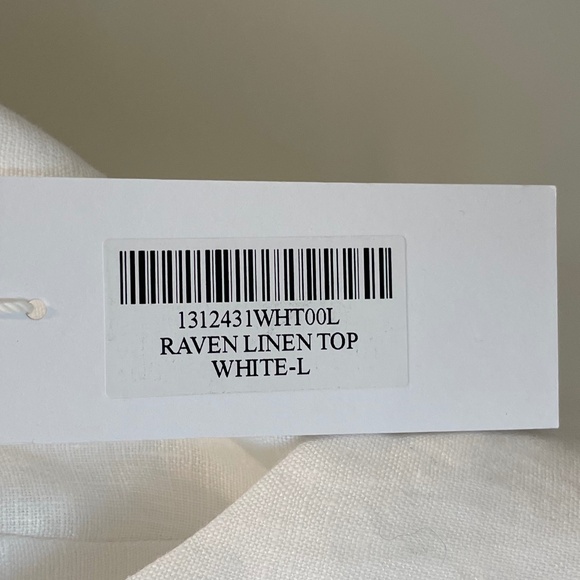 1312431WHT00L
RAVEN LINEN TOP
WHITE-L